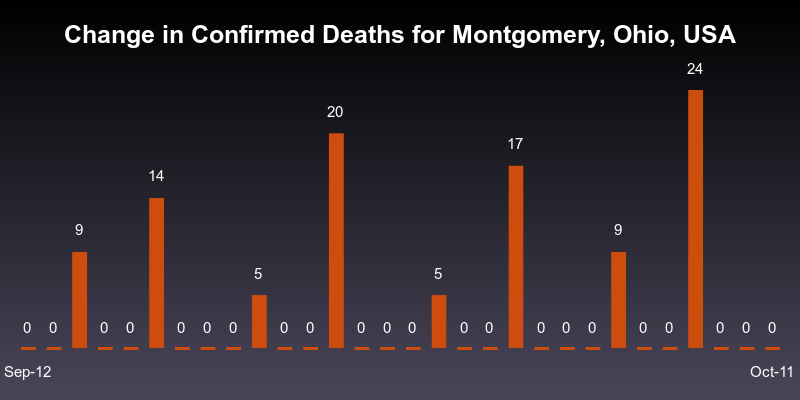 Change in Confirmed Deaths for Montgomery, Ohio, USA
0 0 9 0 0 14 0 0 0 5 0 0 20 0 0 0 5 0 0 17 0 0 0 9 0 0 24 0 0 0
Sep-12 Oct-11